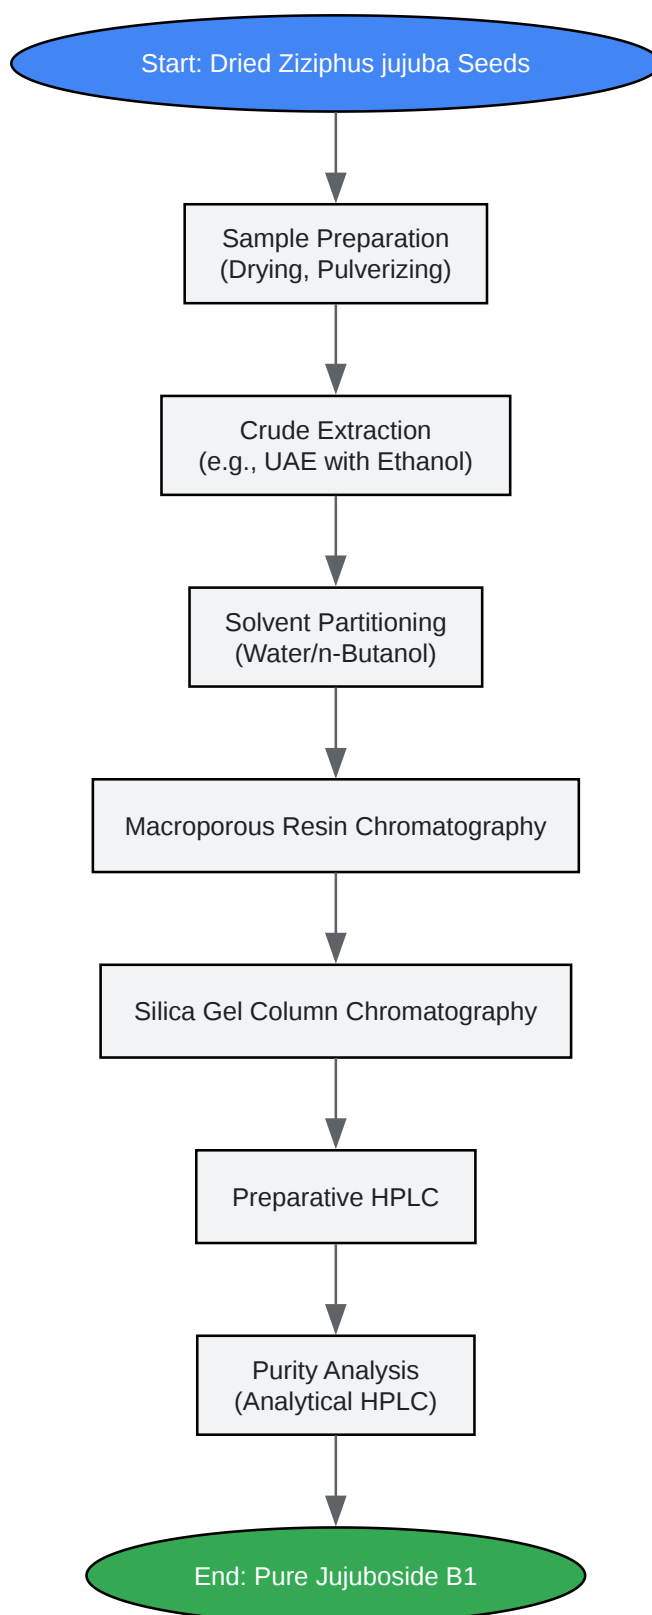 Start: Dried Ziziphus jujuba Seeds
Sample Preparation
(Drying, Pulverizing)
Crude Extraction
(e.g., UAE with Ethanol)
Solvent Partitioning
(Water/n-Butanol)
Macroporous Resin Chromatography
Silica Gel Column Chromatography
Preparative HPLC
Purity Analysis
(Analytical HPLC)
End: Pure Jujuboside B1